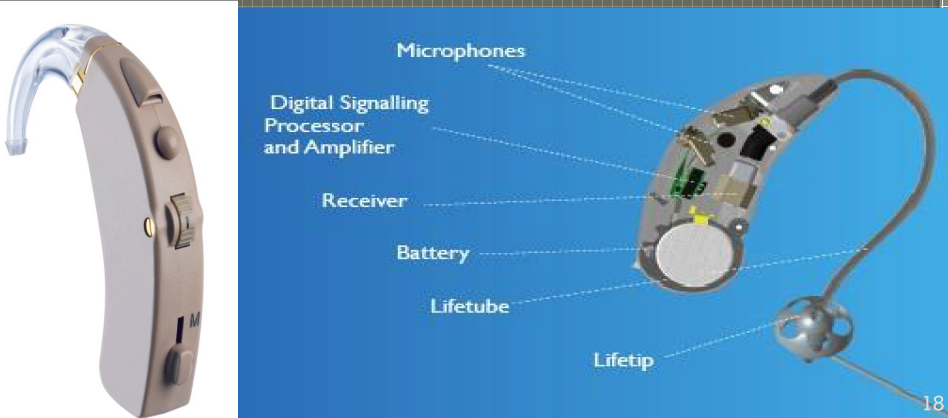 Microphones
Digital Signalling
Processor
and Amplifier
Receiver
Battery
Lifetube
Lifetip
M
18